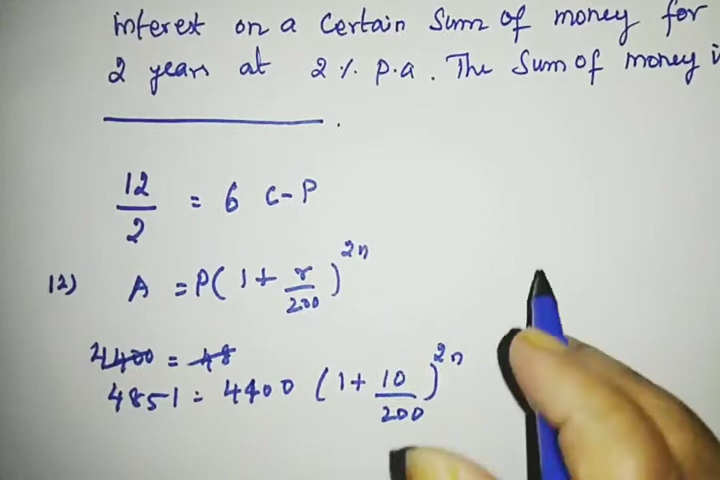 interest on a certain sum of money for
2 years at 2 % p.a. The sum of money i
_______________.
12/2 = 6 C-P
12) A = P(1 + r/200)^2n
4400 = 48
4851 = 4400 (1 + 10/200)^2n